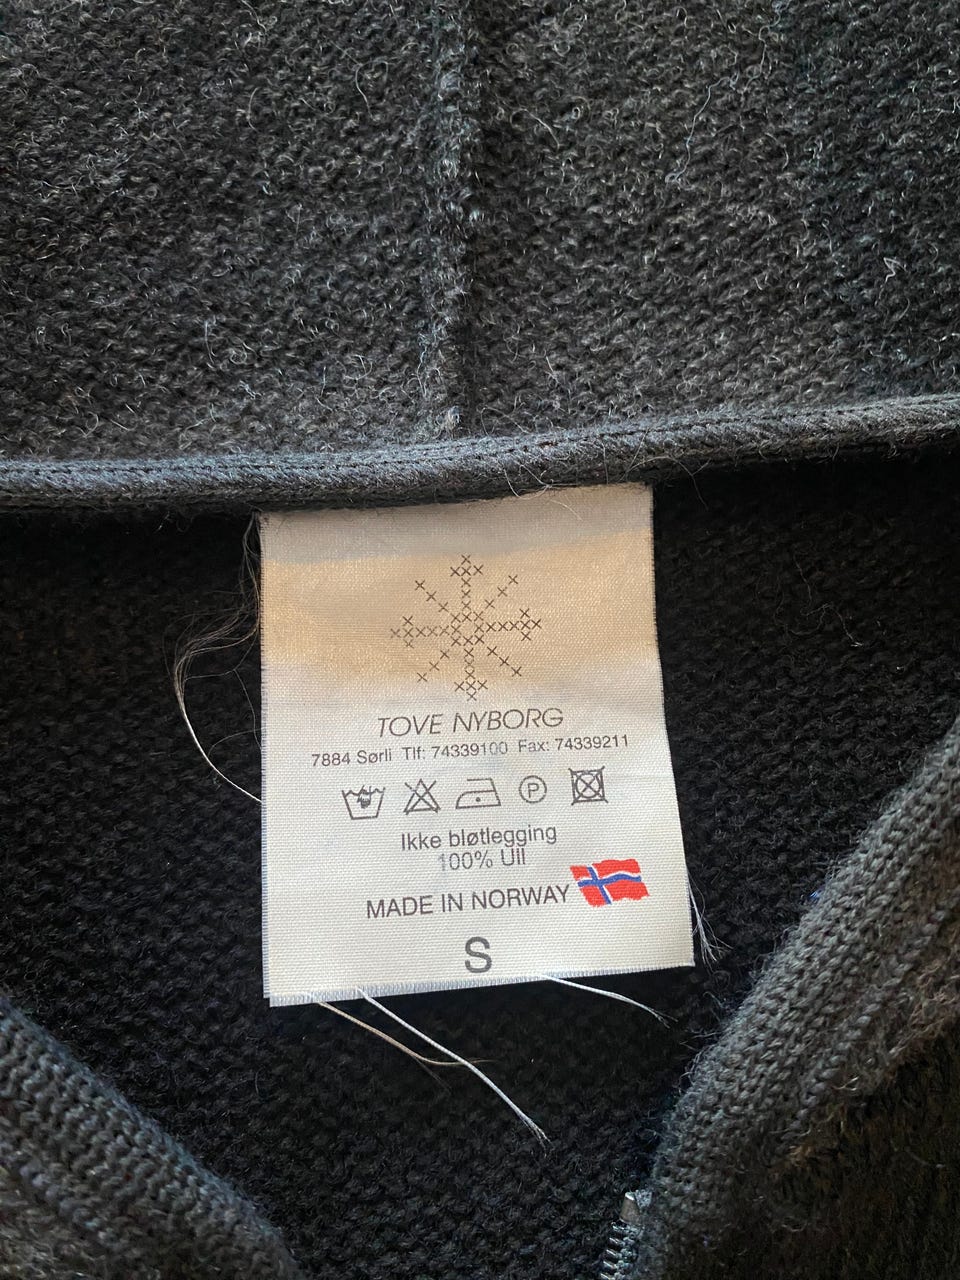 TOVE NYBORG
7884 Sørli Tlf: 74339100 Fax: 74339211
P
Ikke bløtlegging
100% Ull
MADE IN NORWAY
S